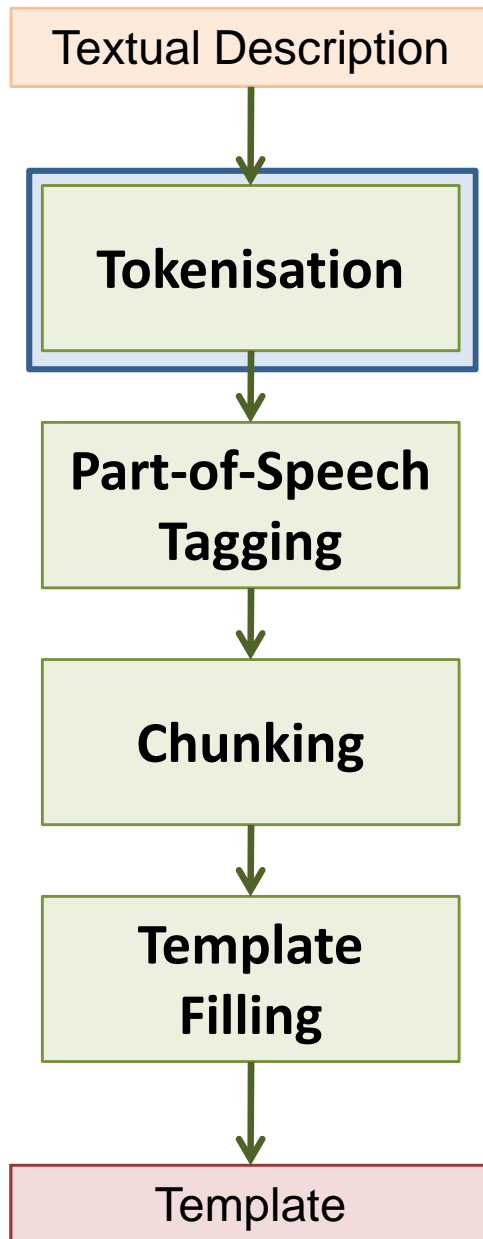 Textual Description
Tokenisation
Part-of-Speech
Tagging
Chunking
Template
Filling
Template